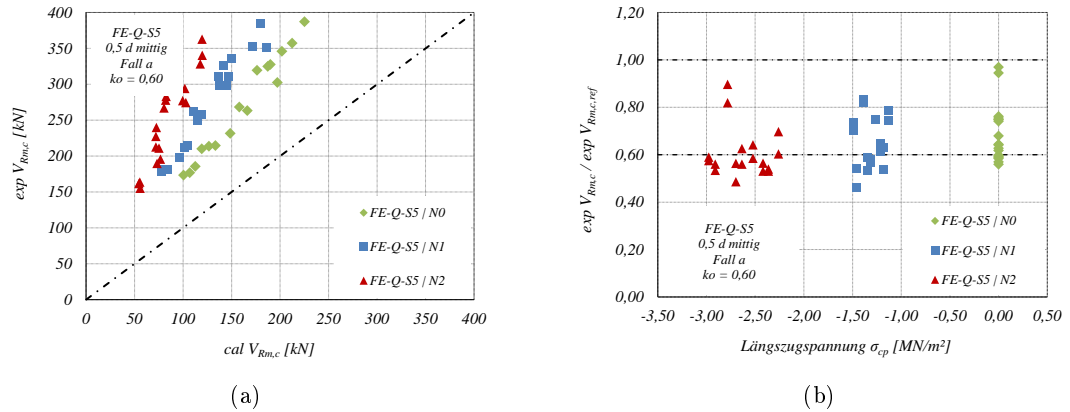 400
350
300
250
200
150
100
50
0
exp V Rm,c [kN]
FE-Q-S5
0,5 d mittig
Fall a
ko = 0,60
FE-Q-S5 | N0
FE-Q-S5 | N1
FE-Q-S5 | N2
0 50 100 150 200 250 300 350 400
cal V Rm,c [kN]
(a)
1,20
1,00
0,80
0,60
0,40
0,20
0,00
exp V Rm,c / exp V Rm,c,ref
FE-Q-S5
0,5 d mittig
Fall a
ko = 0,60
FE-Q-S5 | N0
FE-Q-S5 | N1
FE-Q-S5 | N2
-3,50 -3,00 -2,50 -2,00 -1,50 -1,00 -0,50 0,00 0,50
Längszugspannung σcp [MN/m²]
(b)